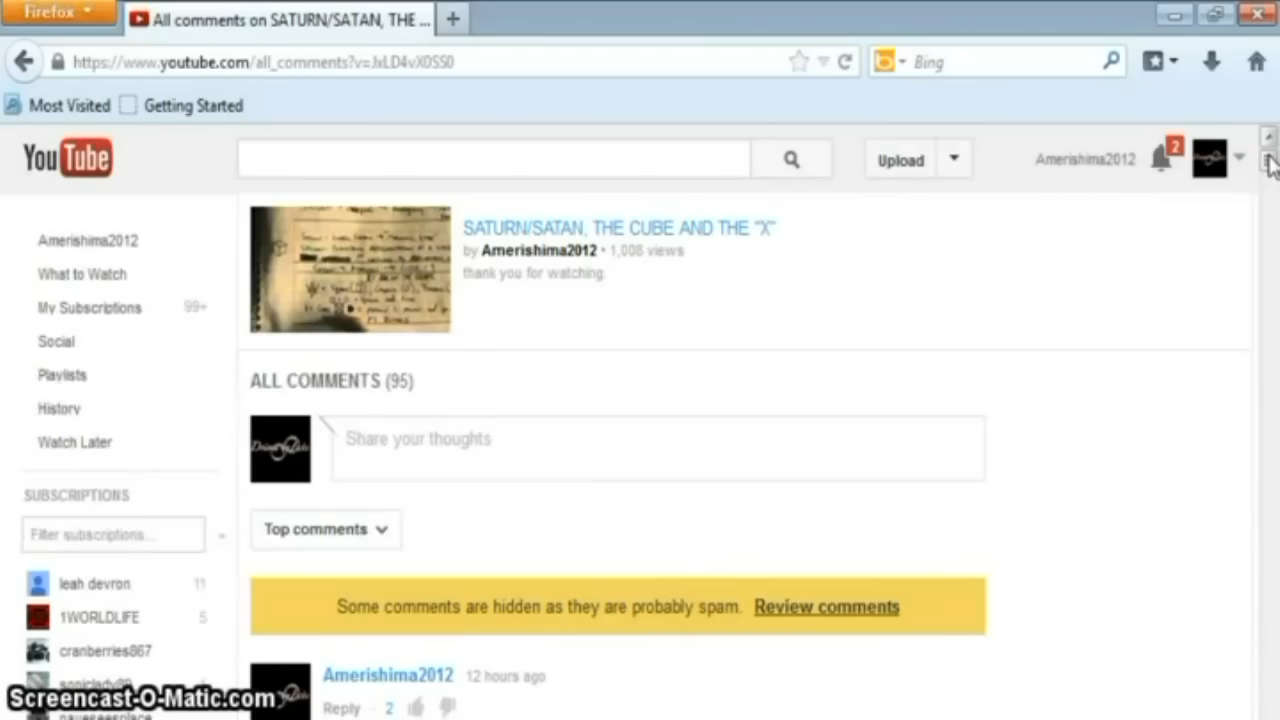 Firefox
All comments on SATURN/SATAN, THE ...
https://www.youtube.com/all_comments?v=JxLD4vX0SS0
Bing
Most Visited
Getting Started
YouTube
Upload
Amerishima2012
2
Amerishima2012
What to Watch
My Subscriptions 99+
Social
Playlists
History
Watch Later
SUBSCRIPTIONS
Filter subscriptions...
leah devron 11
1WORLDLIFE 5
cranberries867
SATURN/SATAN, THE CUBE AND THE "X"
by Amerishima2012 • 1,008 views
thank you for watching.
ALL COMMENTS (95)
Share your thoughts
Top comments
Some comments are hidden as they are probably spam. Review comments
Amerishima2012 12 hours ago
Reply 2
Screencast-O-Matic.com